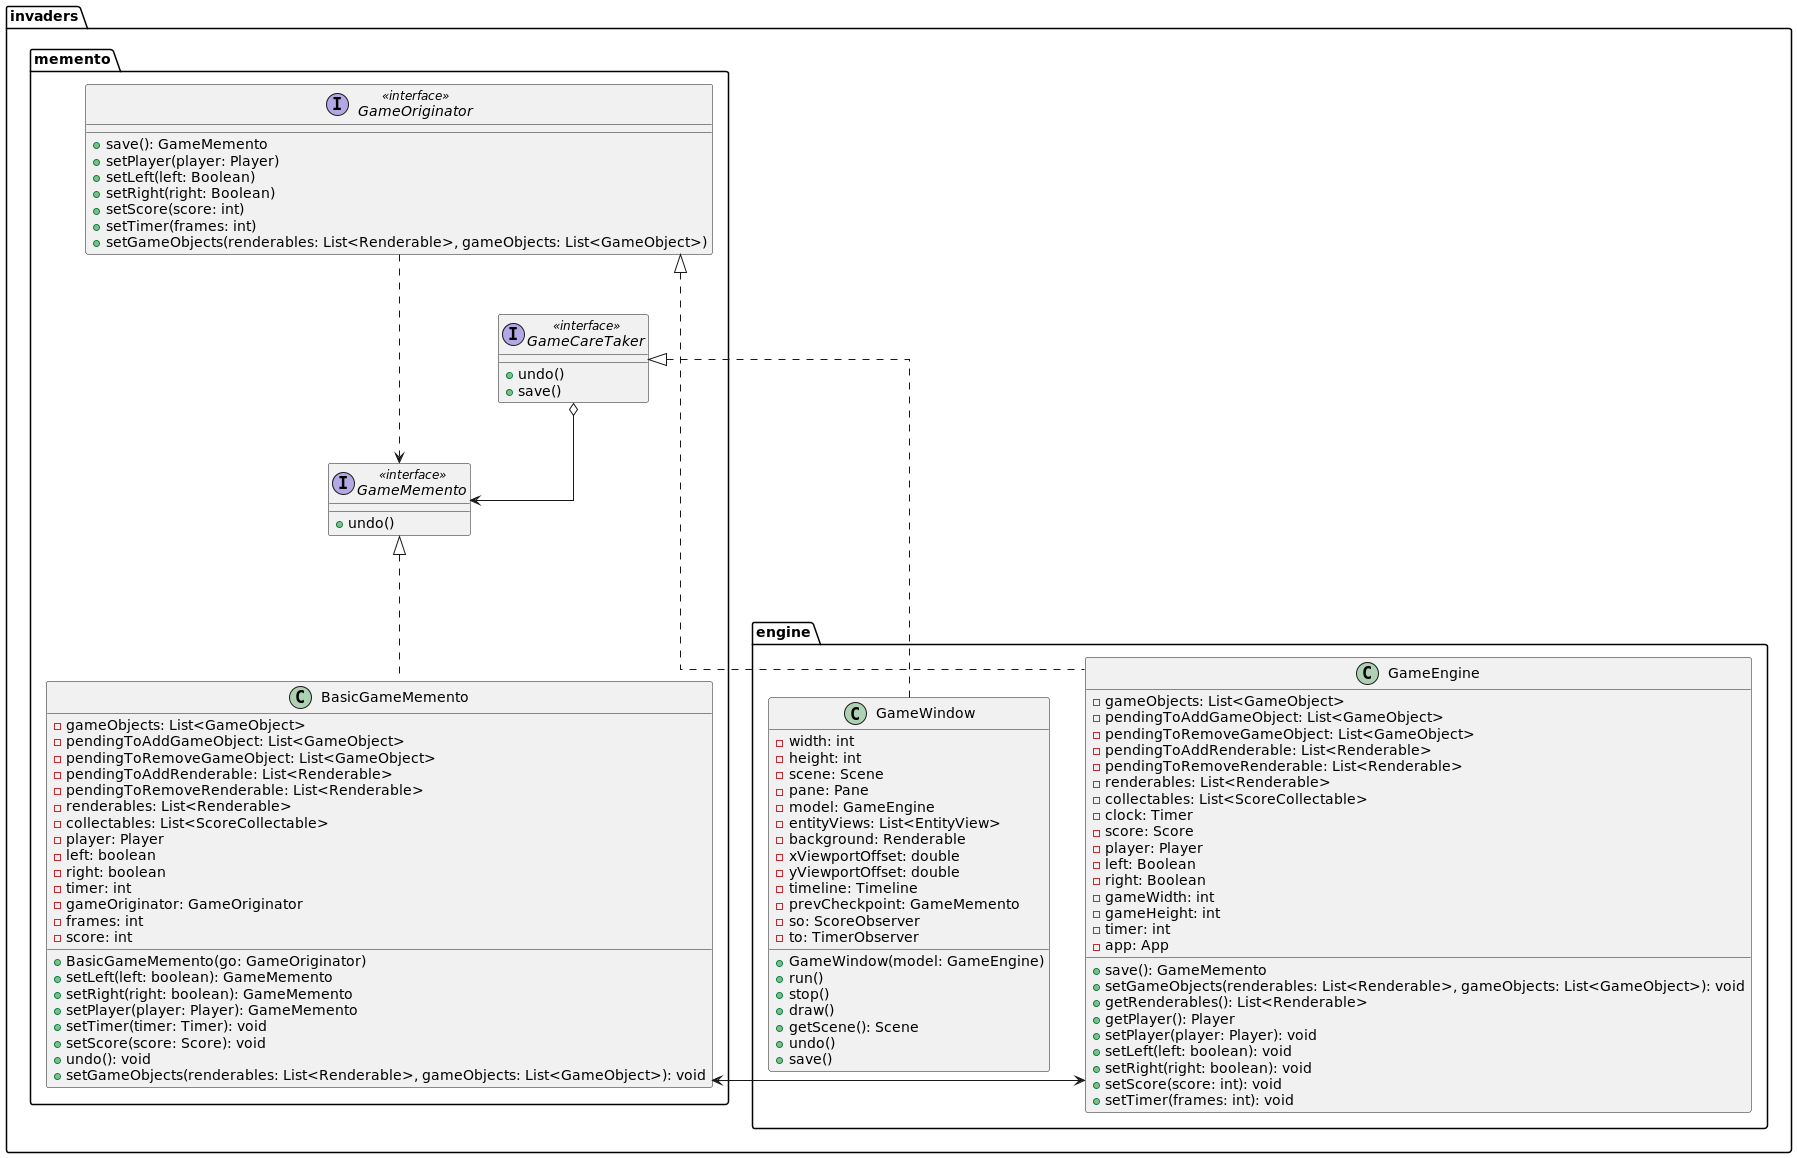 invaders
memento
«interface»
GameOriginator
save(): GameMemento
setPlayer(player: Player)
setLeft(left: Boolean)
setRight(right: Boolean)
setScore(score: int)
setTimer(frames: int)
setGameObjects(renderables: List<Renderable>, gameObjects: List<GameObject>)
«interface»
GameCareTaker
undo()
save()
«interface»
GameMemento
undo()
BasicGameMemento
gameObjects: List<GameObject>
pendingToAddGameObject: List<GameObject>
pendingToRemoveGameObject: List<GameObject>
pendingToAddRenderable: List<Renderable>
pendingToRemoveRenderable: List<Renderable>
renderables: List<Renderable>
collectables: List<ScoreCollectable>
player: Player
left: boolean
right: boolean
timer: int
gameOriginator: GameOriginator
frames: int
score: int
BasicGameMemento(go: GameOriginator)
setLeft(left: boolean): GameMemento
setRight(right: boolean): GameMemento
setPlayer(player: Player): GameMemento
setTimer(timer: Timer): void
setScore(score: Score): void
undo(): void
setGameObjects(renderables: List<Renderable>, gameObjects: List<GameObject>): void
engine
GameWindow
width: int
height: int
scene: Scene
pane: Pane
model: GameEngine
entityViews: List<EntityView>
background: Renderable
xViewportOffset: double
yViewportOffset: double
timeline: Timeline
prevCheckpoint: GameMemento
so: ScoreObserver
to: TimerObserver
GameWindow(model: GameEngine)
run()
stop()
draw()
getScene(): Scene
undo()
save()
GameEngine
gameObjects: List<GameObject>
pendingToAddGameObject: List<GameObject>
pendingToRemoveGameObject: List<GameObject>
pendingToAddRenderable: List<Renderable>
pendingToRemoveRenderable: List<Renderable>
renderables: List<Renderable>
collectables: List<ScoreCollectable>
clock: Timer
score: Score
player: Player
left: Boolean
right: Boolean
gameWidth: int
gameHeight: int
timer: int
app: App
save(): GameMemento
setGameObjects(renderables: List<Renderable>, gameObjects: List<GameObject>): void
getRenderables(): List<Renderable>
getPlayer(): Player
setPlayer(player: Player): void
setLeft(left: boolean): void
setRight(right: boolean): void
setScore(score: int): void
setTimer(frames: int): void